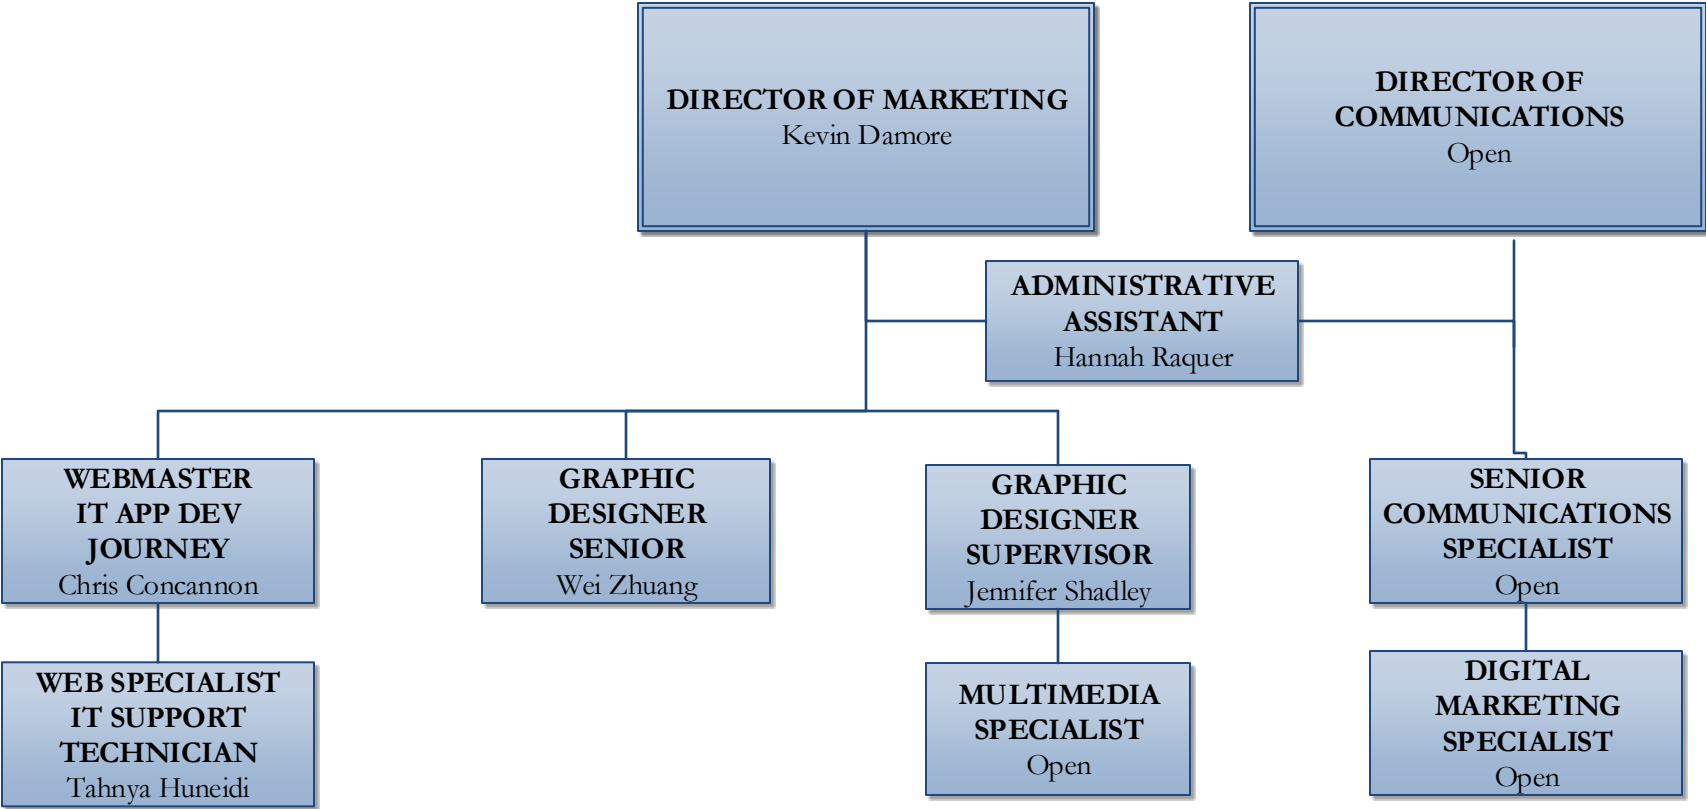 DIRECTOR OF MARKETING
Kevin Damore
DIRECTOR OF
COMMUNICATIONS
Open
ADMINISTRATIVE
ASSISTANT
Hannah Raquer
WEBMASTER
IT APP DEV
JOURNEY
Chris Concannon
GRAPHIC
DESIGNER
SENIOR
Wei Zhuang
GRAPHIC
DESIGNER
SUPERVISOR
Jennifer Shadley
SENIOR
COMMUNICATIONS
SPECIALIST
Open
WEB SPECIALIST
IT SUPPORT
TECHNICIAN
Tahnya Huneidi
MULTIMEDIA
SPECIALIST
Open
DIGITAL
MARKETING
SPECIALIST
Open